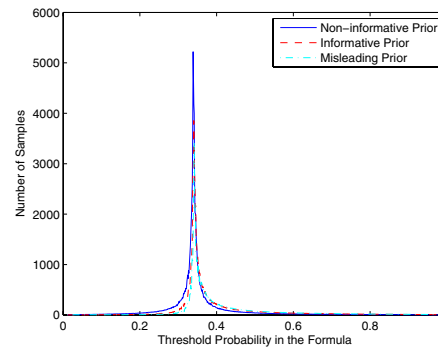 6000
5000
4000
3000
2000
1000
0
Number of Samples
Non−informative Prior
Informative Prior
Misleading Prior
0 0.2 0.4 0.6 0.8
Threshold Probability in the Formula